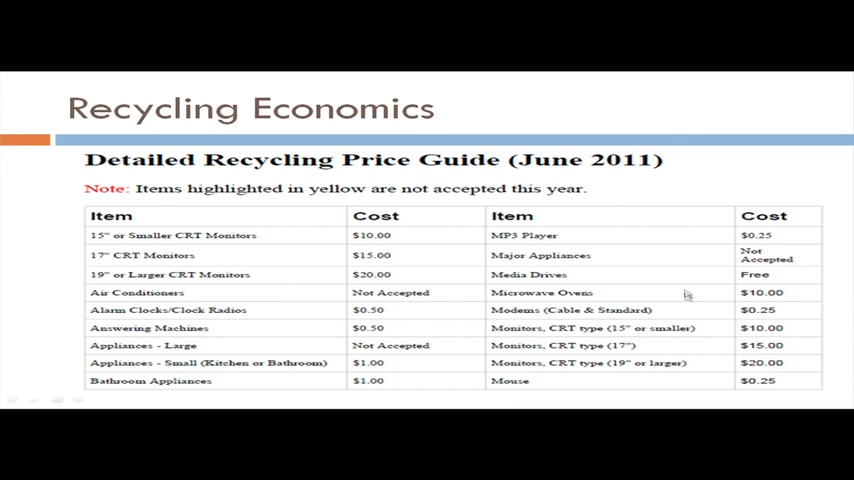 Recycling Economics
Detailed Recycling Price Guide (June 2011)
Note: Items highlighted in yellow are not accepted this year.
Item Cost Item Cost
15" or Smaller CRT Monitors $10.00 MP3 Player $0.25
17" CRT Monitors $15.00 Major Appliances Not Accepted
19" or Larger CRT Monitors $20.00 Media Drives Free
Air Conditioners Not Accepted Microwave Ovens $10.00
Alarm Clocks/Clock Radios $0.50 Modems (Cable & Standard) $0.25
Answering Machines $0.50 Monitors, CRT type (15" or smaller) $10.00
Appliances - Large Not Accepted Monitors, CRT type (17") $15.00
Appliances - Small (Kitchen or Bathroom) $1.00 Monitors, CRT type (19" or larger) $20.00
Bathroom Appliances $1.00 Mouse $0.25